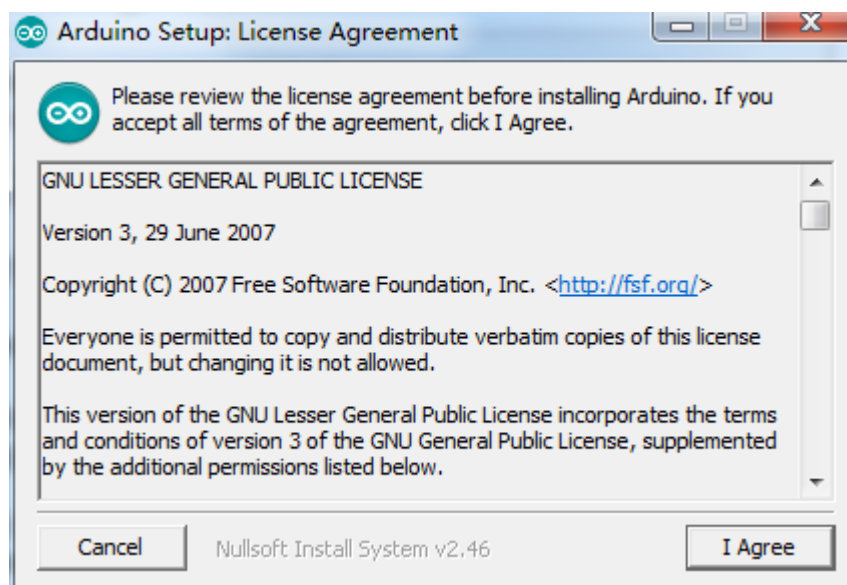 Arduino Setup: License Agreement
Please review the license agreement before installing Arduino. If you
accept all terms of the agreement, click I Agree.
GNU LESSER GENERAL PUBLIC LICENSE
Version 3, 29 June 2007
Copyright (C) 2007 Free Software Foundation, Inc. <http://fsf.org/>
Everyone is permitted to copy and distribute verbatim copies of this license
document, but changing it is not allowed.
This version of the GNU Lesser General Public License incorporates the terms
and conditions of version 3 of the GNU General Public License, supplemented
by the additional permissions listed below.
Cancel
Nullsoft Install System v2.46
I Agree